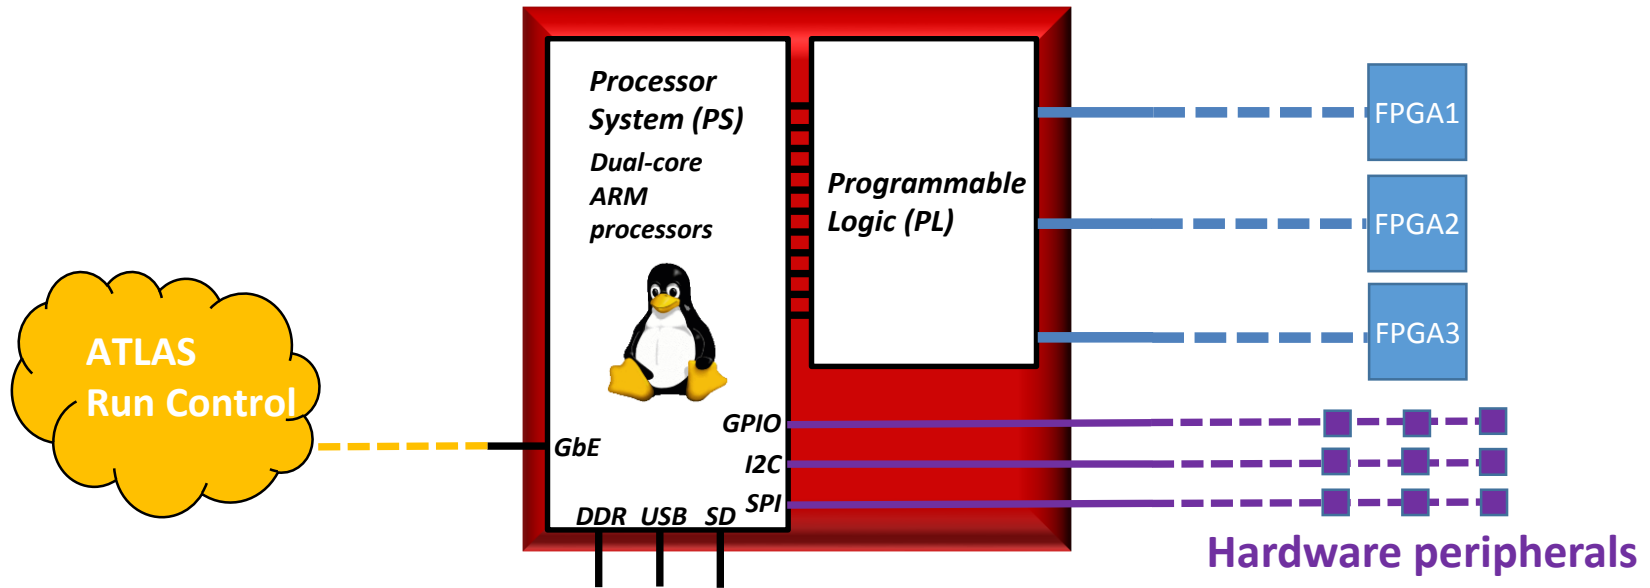 Processor
System (PS)
Dual-core
ARM
processors
Programmable
Logic (PL)
FPGA1
FPGA2
FPGA3
ATLAS
Run Control
GbE
GPIO
I2C
SPI
DDR USB SD
Hardware peripherals